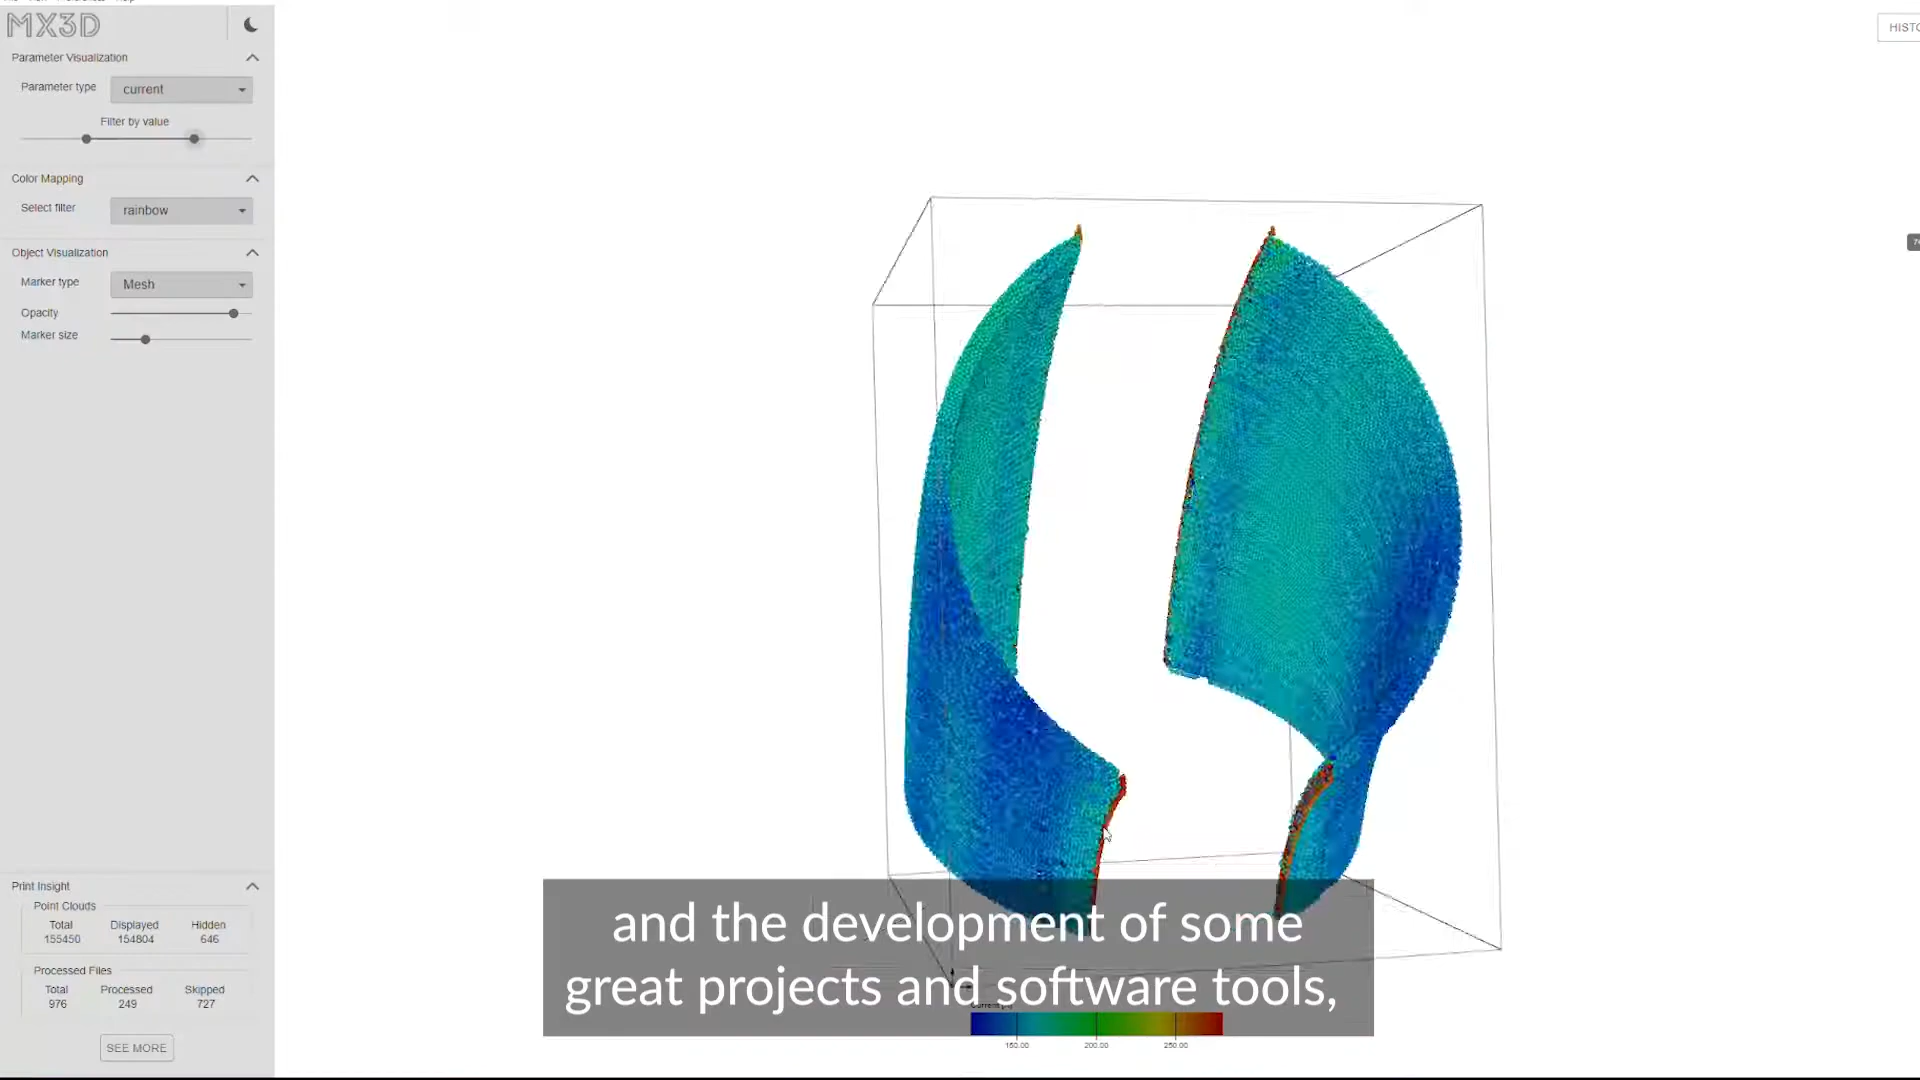 MX3D
HISTO
Parameter Visualization
Parameter type
current
Filter by value
Color Mapping
Select filter
rainbow
Object Visualization
Marker type
Mesh
Opacity
Marker size
Print Insight
Point Clouds
Total Displayed Hidden
155450 154804 646
Processed Files
Total Processed Skipped
976 249 727
SEE MORE
and the development of some
great projects and software tools,
150.00 200.00 250.00